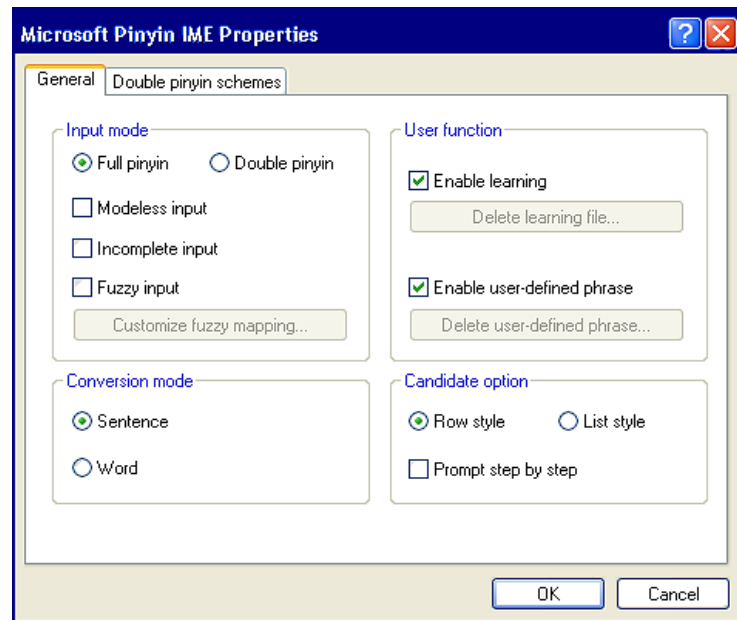 Microsoft Pinyin IME Properties
?
General
Double pinyin schemes
Input mode
Full pinyin
Double pinyin
Modeless input
Incomplete input
Fuzzy input
Customize fuzzy mapping...
User function
Enable learning
Delete learning file...
Enable user-defined phrase
Delete user-defined phrase...
Conversion mode
Sentence
Word
Candidate option
Row style
List style
Prompt step by step
OK
Cancel